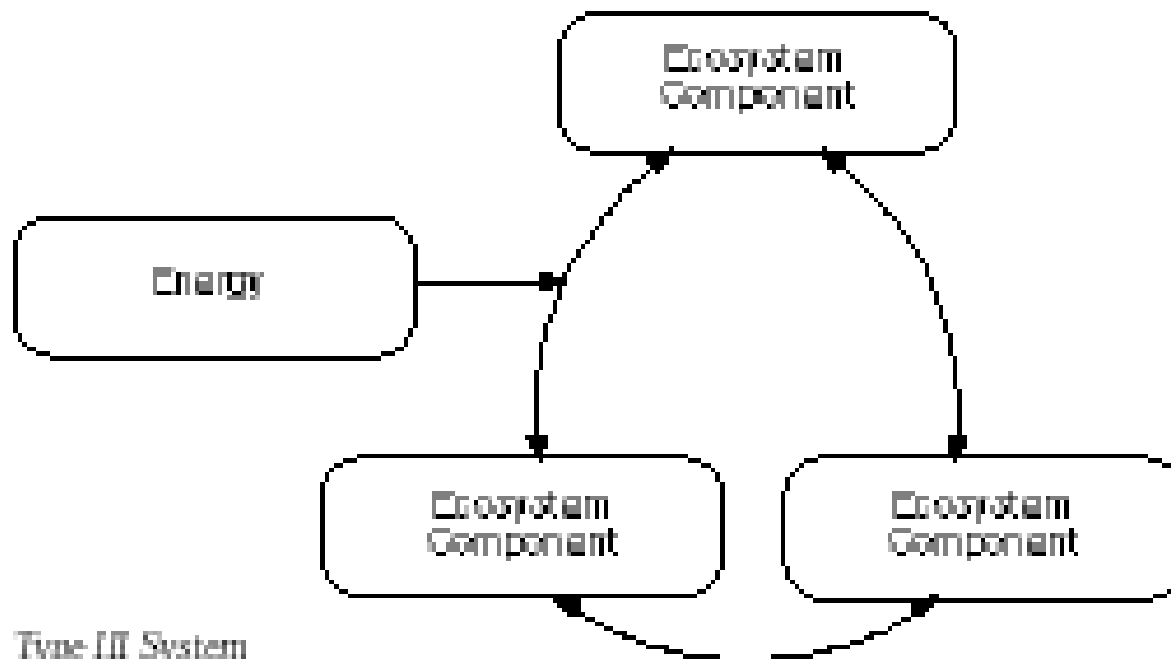 Ecosystem
Component
Energy
Ecosystem
Component
Ecosystem
Component
Type III System